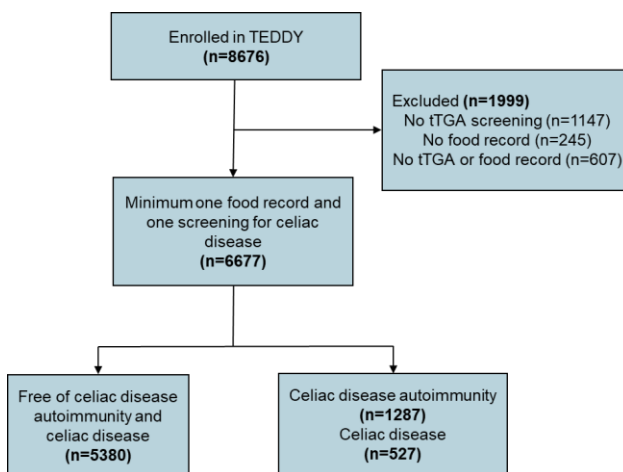 Enrolled in TEDDY
(n=8676)
Excluded (n=1999)
No tTGA screening (n=1147)
No food record (n=245)
No tTGA or food record (n=607)
Minimum one food record and
one screening for celiac
disease
(n=6677)
Free of celiac disease
autoimmunity and
celiac disease
(n=5380)
Celiac disease autoimmunity
(n=1287)
Celiac disease
(n=527)